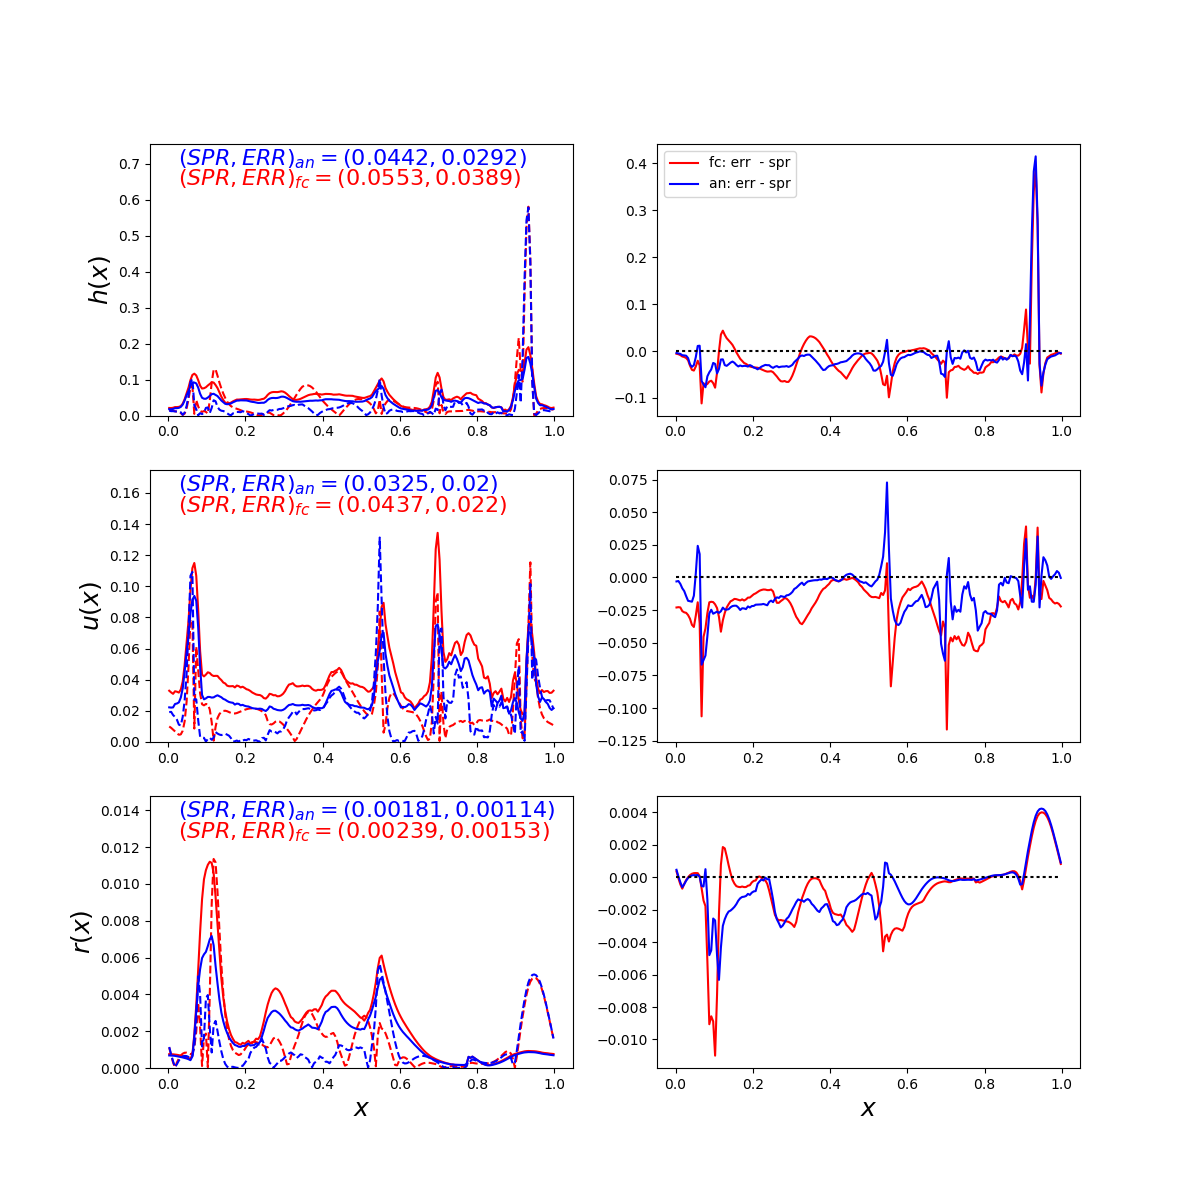 (SPR, ERR)an = (0.0442, 0.0292)
(SPR, ERR)fc = (0.0553, 0.0389)
h(x)
0.7
0.6
0.5
0.4
0.3
0.2
0.1
0.0
0.0 0.2 0.4 0.6 0.8 1.0
fc: err  - spr
an: err - spr
0.4
0.3
0.2
0.1
0.0
−0.1
0.0 0.2 0.4 0.6 0.8 1.0
(SPR, ERR)an = (0.0325, 0.02)
(SPR, ERR)fc = (0.0437, 0.022)
u(x)
0.16
0.14
0.12
0.10
0.08
0.06
0.04
0.02
0.00
0.0 0.2 0.4 0.6 0.8 1.0
0.075
0.050
0.025
0.000
−0.025
−0.050
−0.075
−0.100
−0.125
0.0 0.2 0.4 0.6 0.8 1.0
(SPR, ERR)an = (0.00181, 0.00114)
(SPR, ERR)fc = (0.00239, 0.00153)
r(x)
0.014
0.012
0.010
0.008
0.006
0.004
0.002
0.000
0.0 0.2 0.4 0.6 0.8 1.0
x
0.004
0.002
0.000
−0.002
−0.004
−0.006
−0.008
−0.010
0.0 0.2 0.4 0.6 0.8 1.0
x